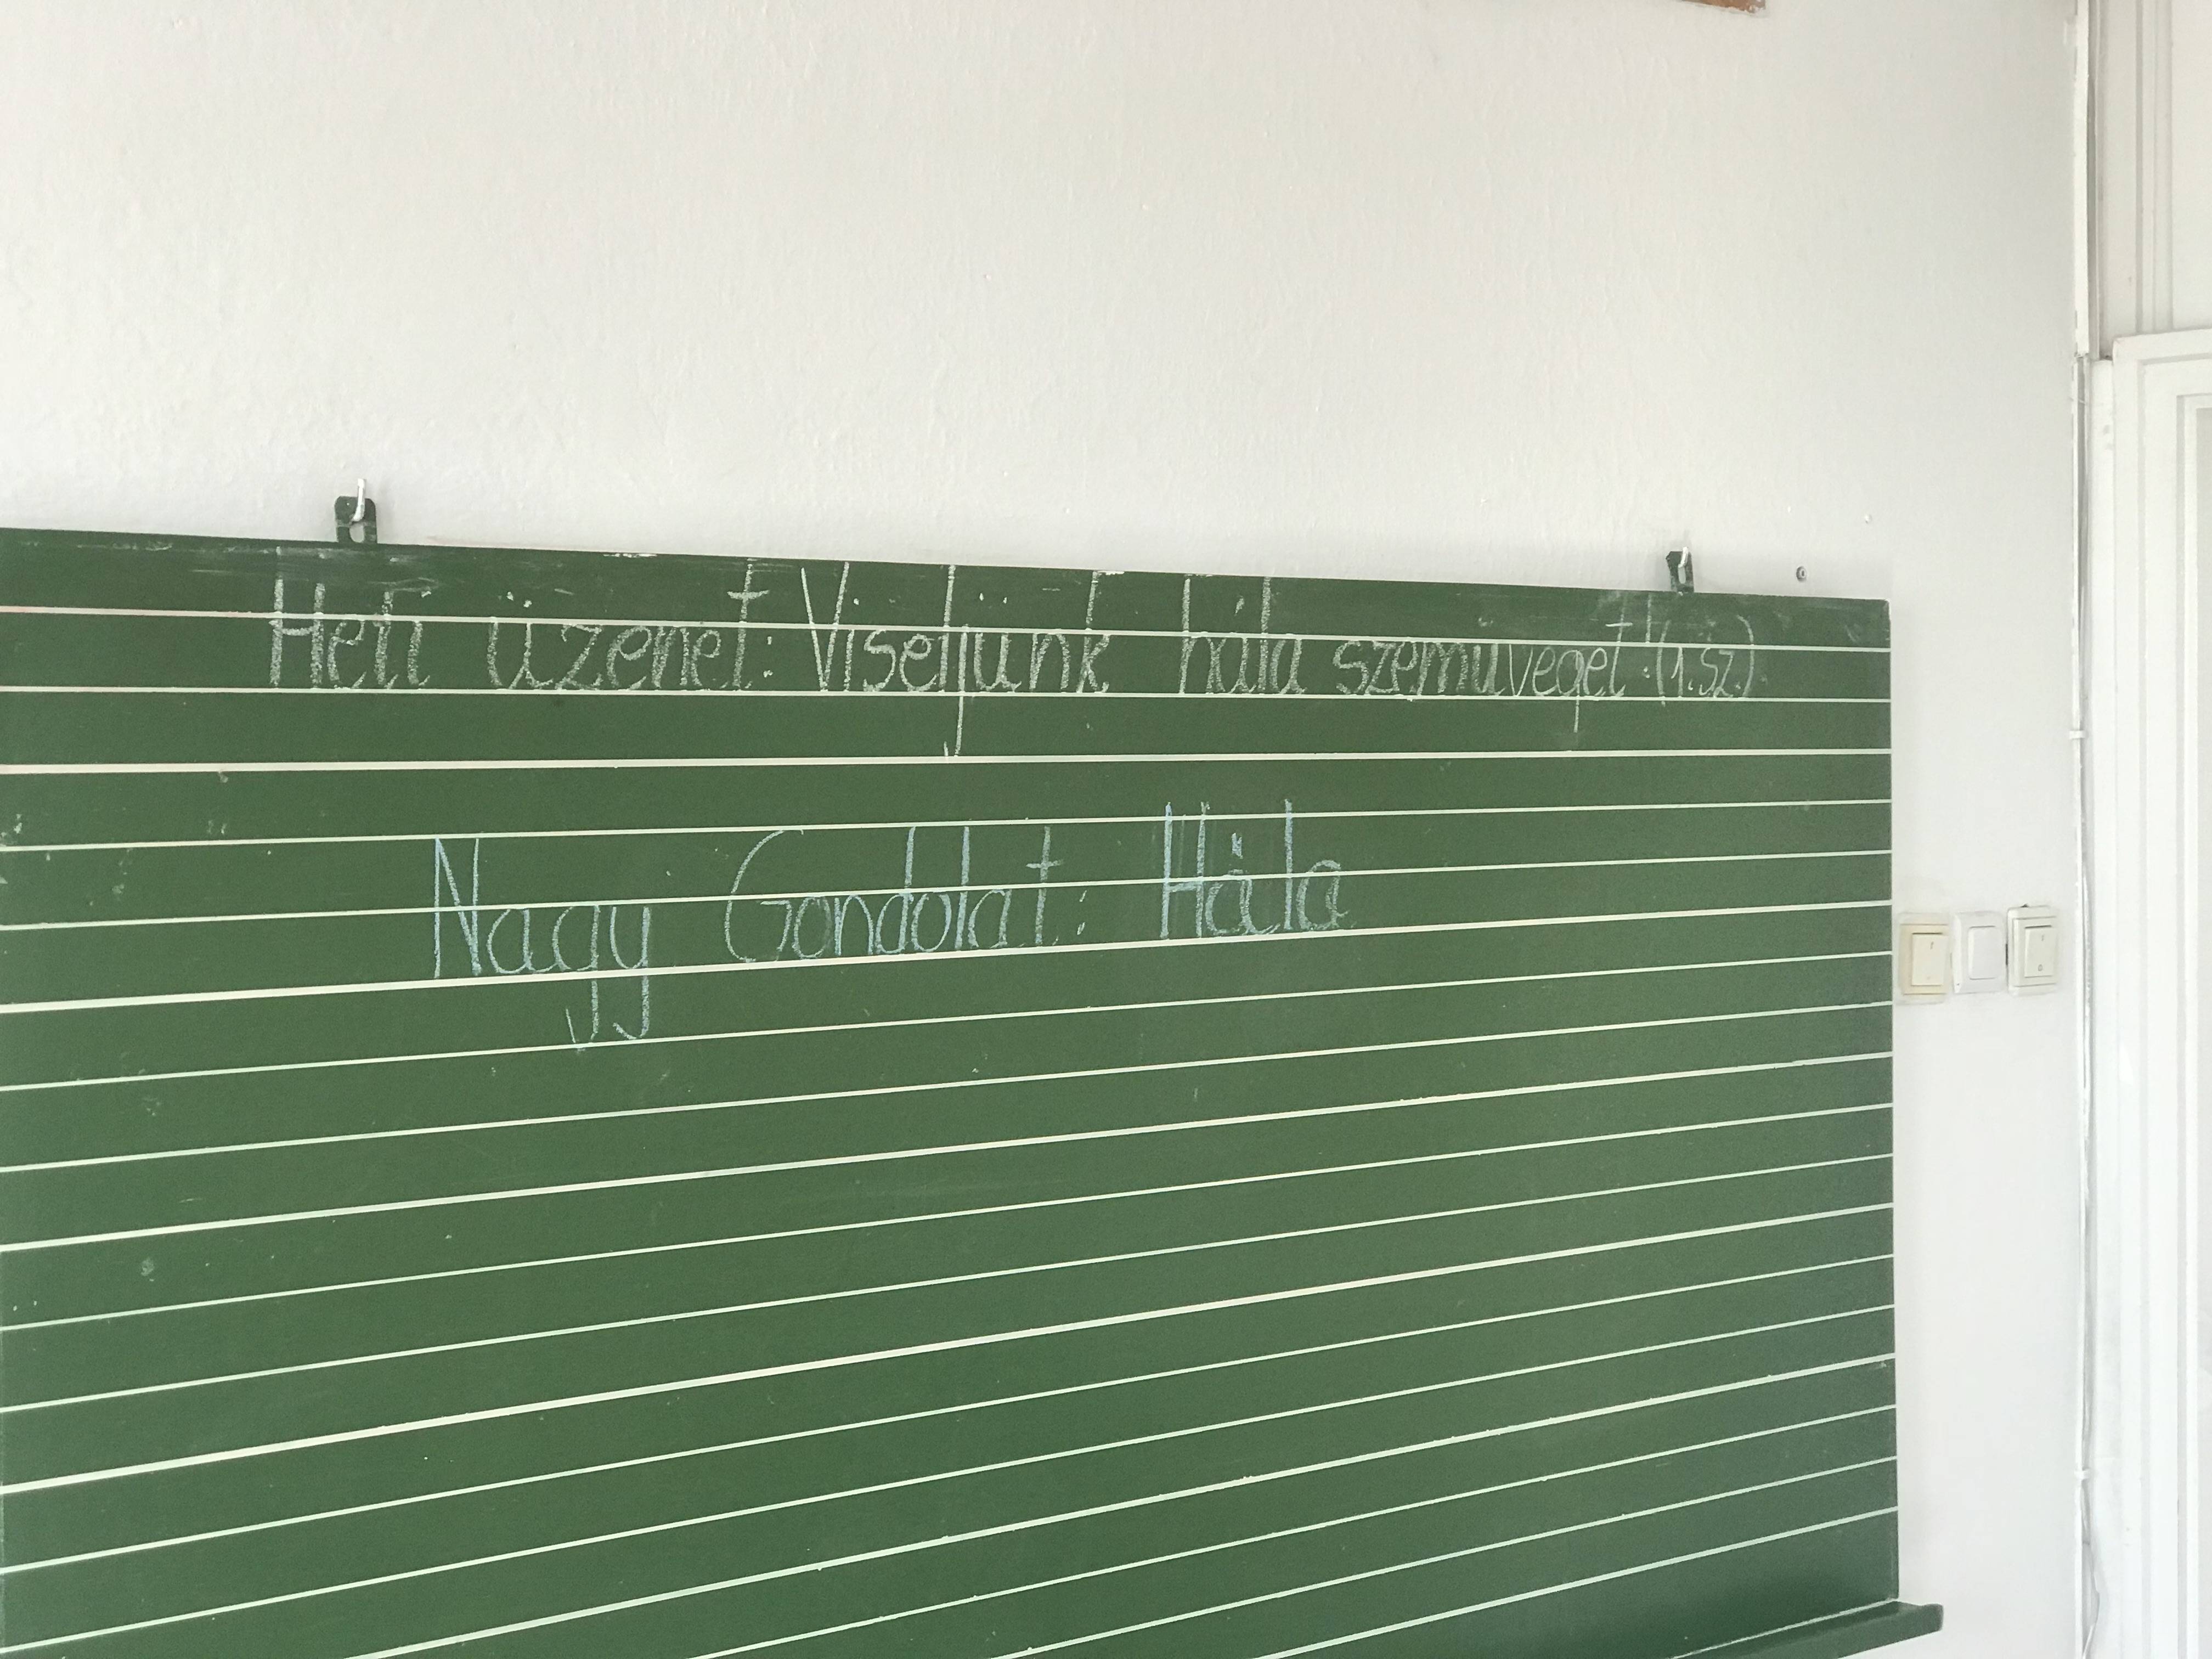 Heti üzenet: Viseljünk hála szemüveget! (1.sz.)
Nagy Gondolat: Hála